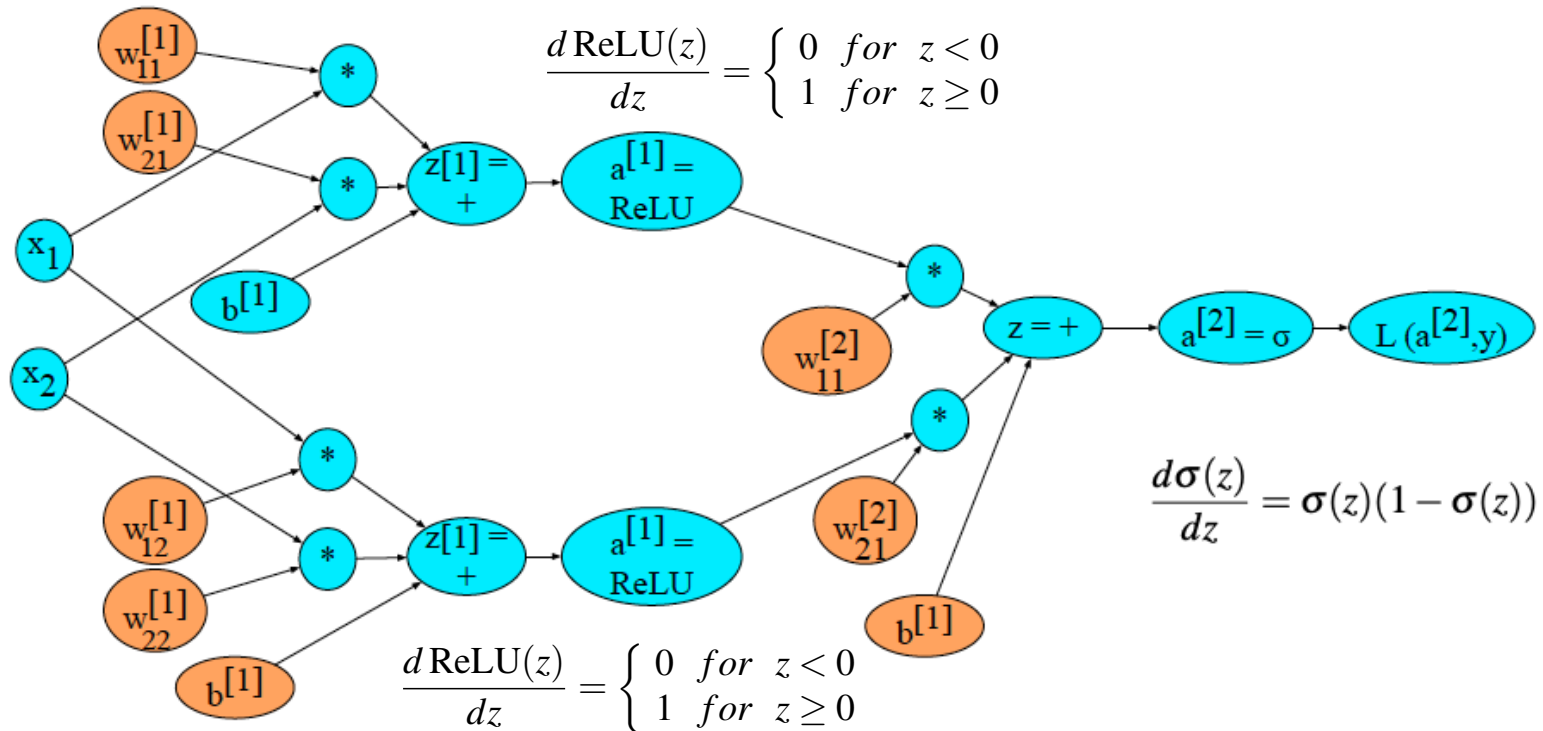 w[1]11
d ReLU(z)/dz = { 0 for z < 0
1 for z ≥ 0
*
w[1]21
z[1] =
+
a[1] =
ReLU
*
x1
b[1]
*
w[2]11
z = +
a[2] = σ
L (a[2],y)
x2
*
*
w[1]12
w[2]21
dσ(z)/dz = σ(z)(1 − σ(z))
z[1] =
+
a[1] =
ReLU
*
w[1]22
b[1]
b[1]
d ReLU(z)/dz = { 0 for z < 0
1 for z ≥ 0